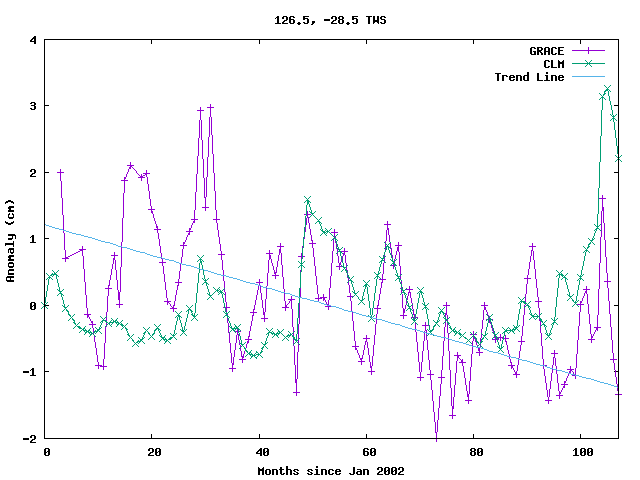 126.5, -28.5 TWS
GRACE
CLM
Trend Line
4
3
2
1
0
-1
-2
Anomaly (cm)
0 20 40 60 80 100
Months since Jan 2002